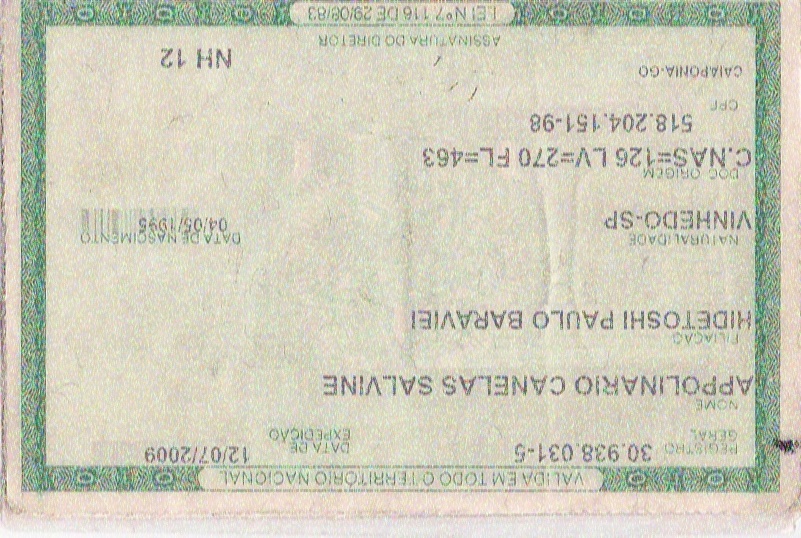 VALIDA EM TODO O TERRITÓRIO NACIONAL
REGISTRO GERAL 30.938.031-5 DATA DE EXPEDIÇÃO 12/07/2009
NOME
APPOLINARIO CANELAS SALVINE
FILIAÇÃO
HIDETOSHI PAULO BARAVIEI
NATURALIDADE DATA DE NASCIMENTO
VINHEDO-SP 04/05/1995
DOC ORIGEM
C.NAS=126 LV=270 FL=463
518.204.151-98
CPF
CAIAPONIA-GO NH 12
ASSINATURA DO DIRETOR
LEI Nº 7.116 DE 29/08/83